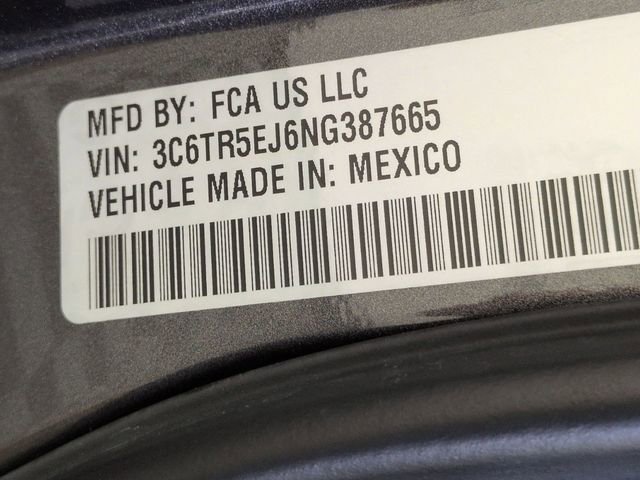 MFD BY: FCA US LLC
VIN: 3C6TR5EJ6NG387665
VEHICLE MADE IN: MEXICO